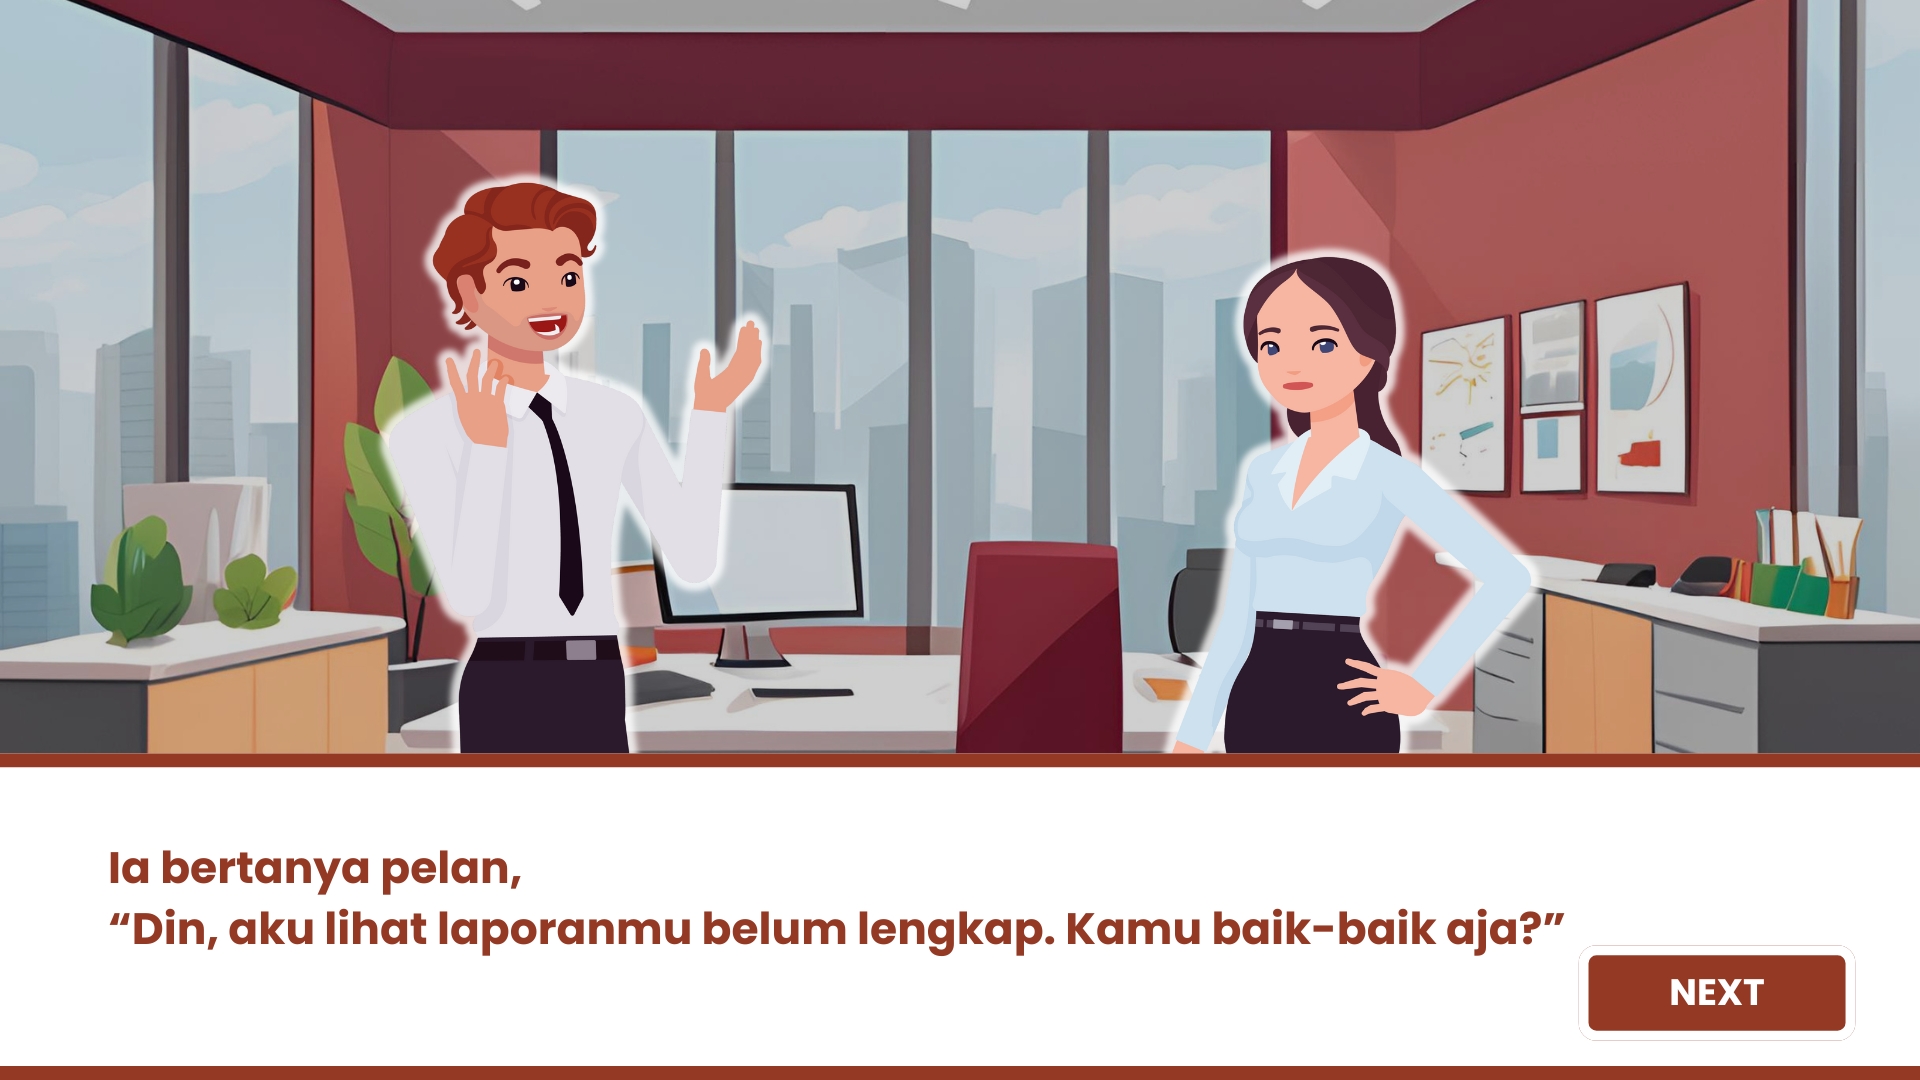 Ia bertanya pelan,
“Din, aku lihat laporanmu belum lengkap. Kamu baik-baik aja?”
NEXT